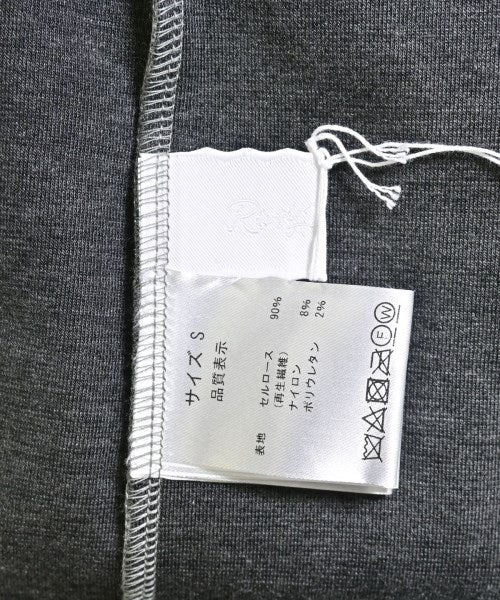 サイズ S
品質表示
表地 セルロース 90%
(再生繊維)
ナイロン 8%
ポリウレタン 2%
F
W